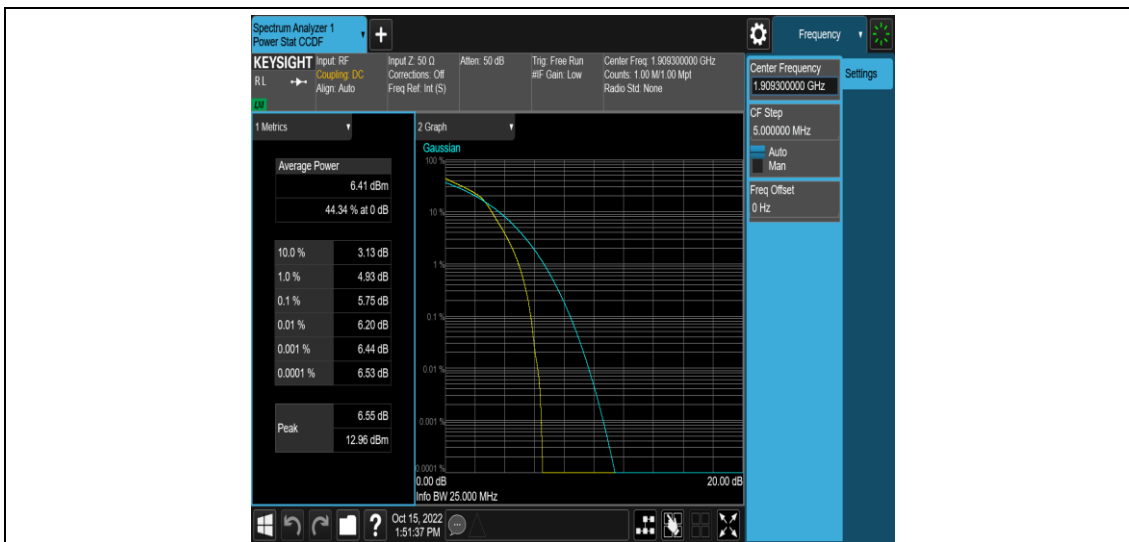 Spectrum Analyzer 1
Power Stat CCDF
Frequency
KEYSIGHT
RL
LXI
Input: RF
Coupling: DC
Align: Auto
Input Z: 50 Ω
Corrections: Off
Freq Ref: Int (S)
Atten: 50 dB
Trig: Free Run
#IF Gain: Low
Center Freq: 1.909300000 GHz
Counts: 1.00 M/1.00 Mpt
Radio Std: None
Center Frequency
1.909300000 GHz
Settings
CF Step
5.000000 MHz
Auto
Man
Freq Offset
0 Hz
1 Metrics
Average Power
6.41 dBm
44.34 % at 0 dB
10.0 % 3.13 dB
1.0 % 4.93 dB
0.1 % 5.75 dB
0.01 % 6.20 dB
0.001 % 6.44 dB
0.0001 % 6.53 dB
Peak
6.55 dB
12.96 dBm
2 Graph
Gaussian
100 %
10 %
1 %
0.1 %
0.01 %
0.001 %
0.0001 %
0.00 dB 20.00 dB
Info BW 25.000 MHz
Oct 15, 2022
1:51:37 PM